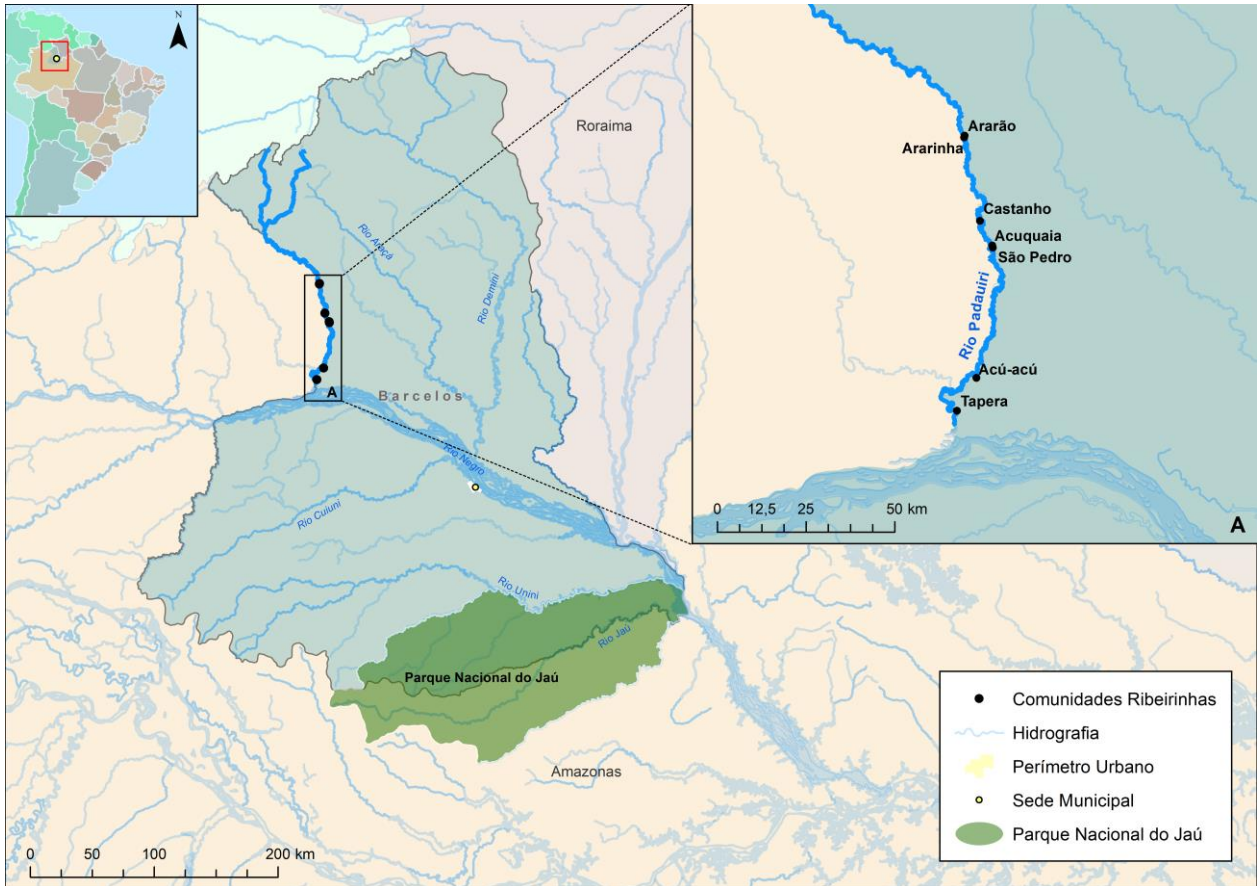 N
Roraima
Rio Araçá
Rio Demini
Barcelos
A
Rio Negro
Rio Cuiuni
Rio Unini
Rio Jaú
Parque Nacional do Jaú
Amazonas
0 50 100 200 km
Ararão
Ararinha
Castanho
Acuquaia
São Pedro
Rio Padauiri
Acú-acú
Tapera
0 12,5 25 50 km
A
Comunidades Ribeirinhas
Hidrografia
Perímetro Urbano
Sede Municipal
Parque Nacional do Jaú